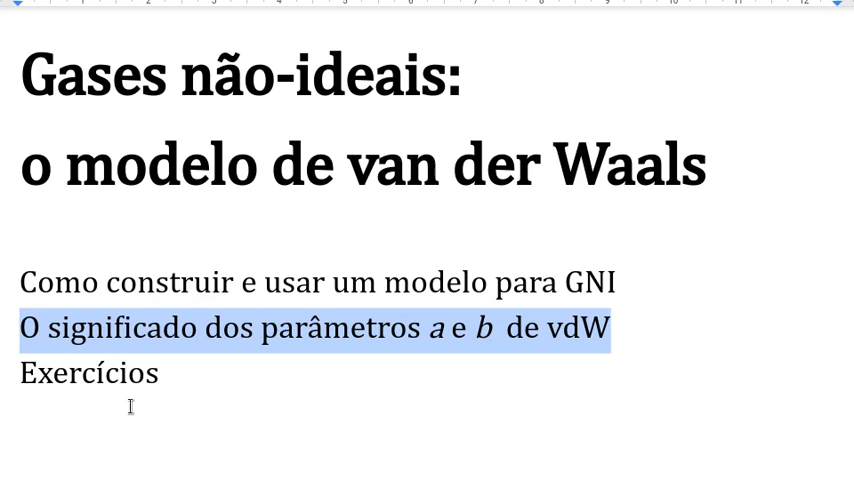 Gases não-ideais:
o modelo de van der Waals
Como construir e usar um modelo para GNI
O significado dos parâmetros a e b de vdW
Exercícios